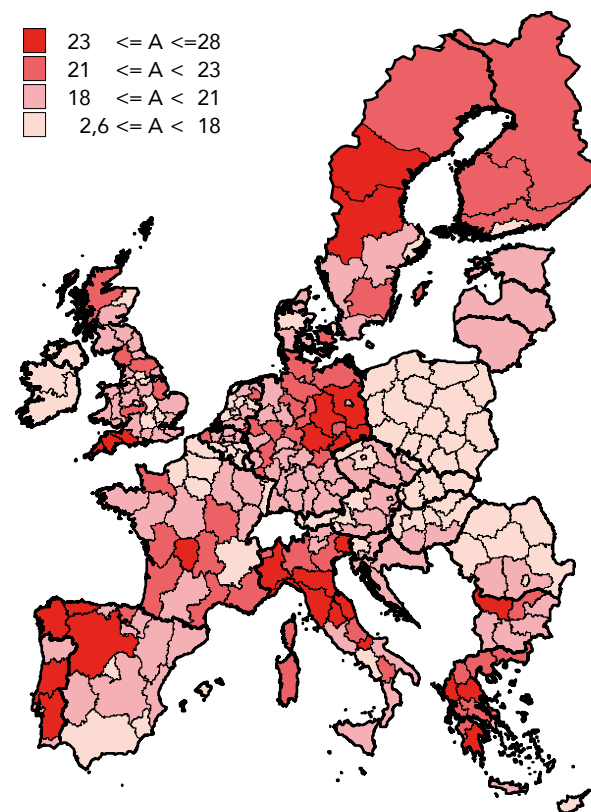 23 <= A <=28
21 <= A < 23
18 <= A < 21
2,6 <= A < 18